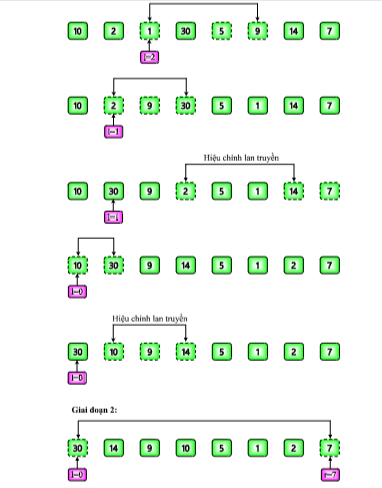 10 2 1 30 5 9 14 7
i=2
10 2 9 30 5 1 14 7
i=1
Hiệu chỉnh lan truyền
10 30 9 2 5 1 14 7
i=1
10 30 9 14 5 1 2 7
i=0
Hiệu chỉnh lan truyền
30 10 9 14 5 1 2 7
i=0
Giai đoạn 2:
30 14 9 10 5 1 2 7
i=0 r=7